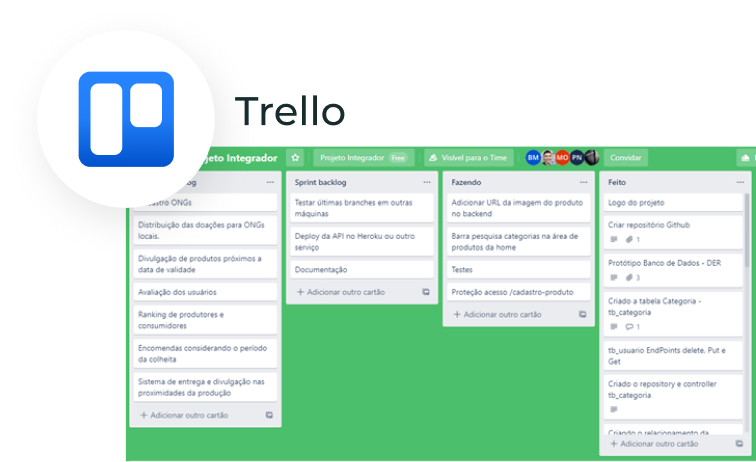 Trello
jeto Integrador
Projeto Integrador Free
Visível para o Time
BM
MO
PN
Convidar
og
astro ONGs
Distribuição das doações para ONGs
locais.
Divulgação de produtos próximos a
data de validade
Avaliação dos usuários
Ranking de produtores e
consumidores
Encomendas considerando o período
da colheita
Sistema de entrega e divulgação nas
proximidades da produção
+ Adicionar outro cartão
Sprint backlog
Testar últimas branches em outras
máquinas
Deploy da API no Heroku ou outro
serviço
Documentação
+ Adicionar outro cartão
Fazendo
Adicionar URL da imagem do produto
no backend
Barra pesquisa categorias na área de
produtos da home
Testes
Proteção acesso /cadastro-produto
+ Adicionar outro cartão
Feito
Logo do projeto
Criar repositório Github
1
Protótipo Banco de Dados - DER
3
Criado a tabela Categoria -
tb_categoria
1
tb_usuario EndPoints delete, Put e
Get
Criado o repository e controller
tb_categoria
Criando o relacionamento da
+ Adicionar outro cartão